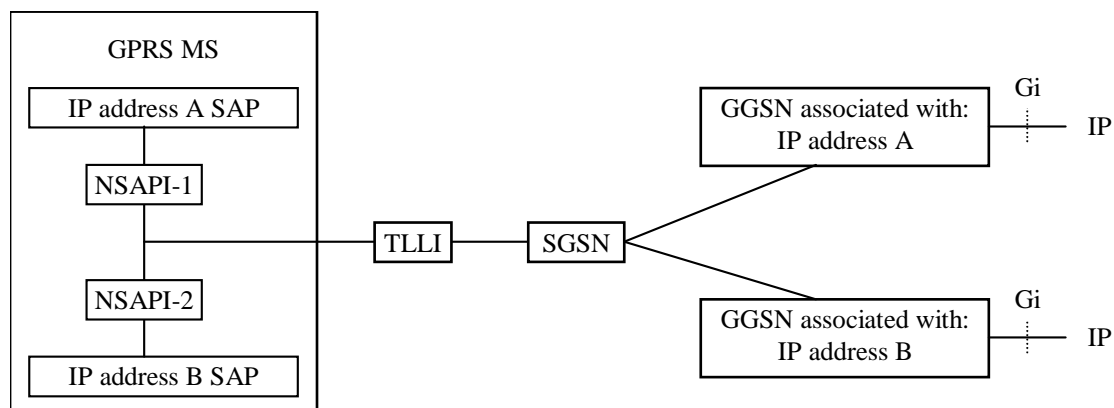 GPRS MS
IP address A SAP
NSAPI-1
NSAPI-2
IP address B SAP
TLLI
SGSN
GGSN associated with:
IP address A
Gi
IP
GGSN associated with:
IP address B
Gi
IP